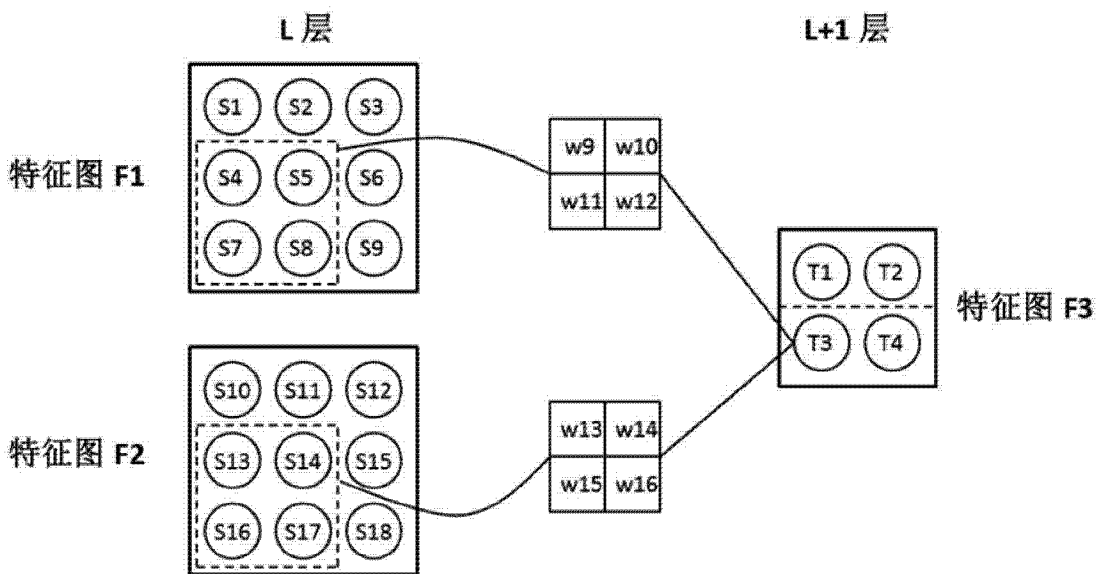 L 层
L+1 层
特征图 F1
S1 S2 S3
S4 S5 S6
S7 S8 S9
w9 w10
w11 w12
T1 T2
T3 T4
特征图 F3
特征图 F2
S10 S11 S12
S13 S14 S15
S16 S17 S18
w13 w14
w15 w16